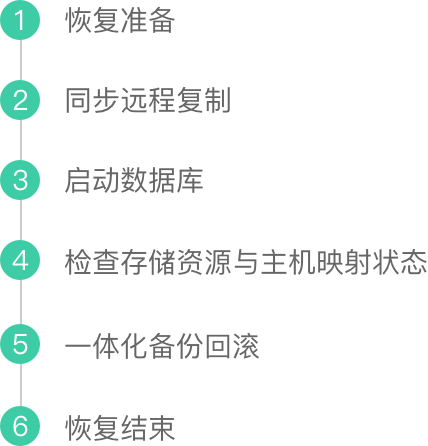 1 恢复准备
2 同步远程复制
3 启动数据库
4 检查存储资源与主机映射状态
5 一体化备份回滚
6 恢复结束